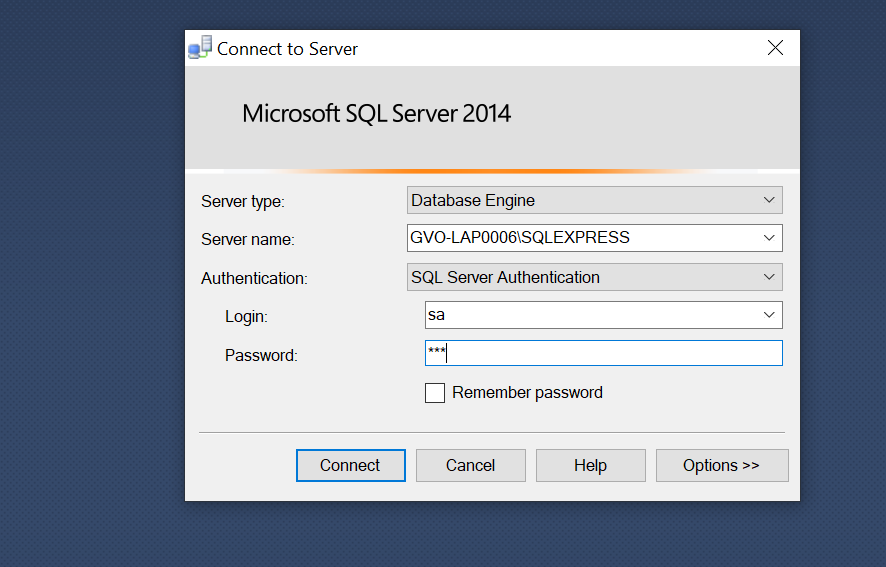 Connect to Server
Microsoft SQL Server 2014
Server type: Database Engine
Server name: GVO-LAP0006\SQLEXPRESS
Authentication: SQL Server Authentication
Login: sa
Password: ***
Remember password
Connect Cancel Help Options >>